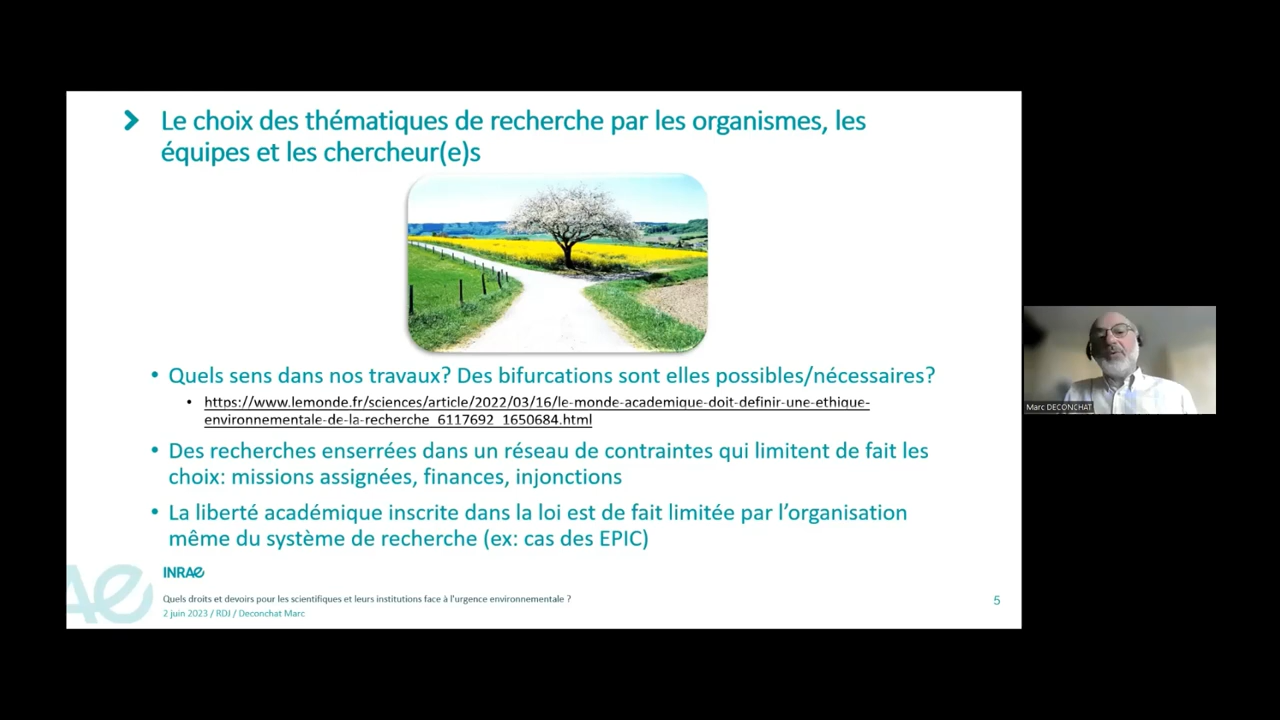 Le choix des thématiques de recherche par les organismes, les
équipes et les chercheur(e)s
• Quels sens dans nos travaux? Des bifurcations sont elles possibles/nécessaires?
• https://www.lemonde.fr/sciences/article/2022/03/16/le-monde-academique-doit-definir-une-ethique-
environnementale-de-la-recherche_6117692_1650684.html
• Des recherches enserrées dans un réseau de contraintes qui limitent de fait les
choix: missions assignées, finances, injonctions
• La liberté académique inscrite dans la loi est de fait limitée par l’organisation
même du système de recherche (ex: cas des EPIC)
INRAE
Quels droits et devoirs pour les scientifiques et leurs institutions face à l'urgence environnementale ?
2 juin 2023 / RDJ / Deconchat Marc
5
Marc DECONCHAT